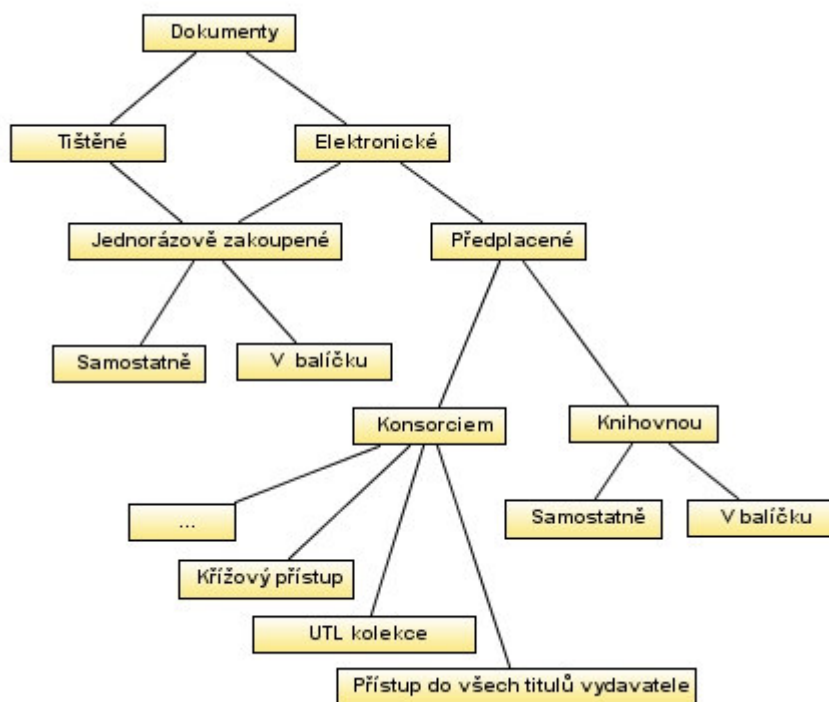 Dokumenty
Tištěné
Elektronické
Jednorázově zakoupené
Předplacené
Samostatně
V balíčku
Konsorciem
Knihovnou
...
Samostatně
V balíčku
Křížový přístup
UTL kolekce
Přístup do všech titulů vydavatele